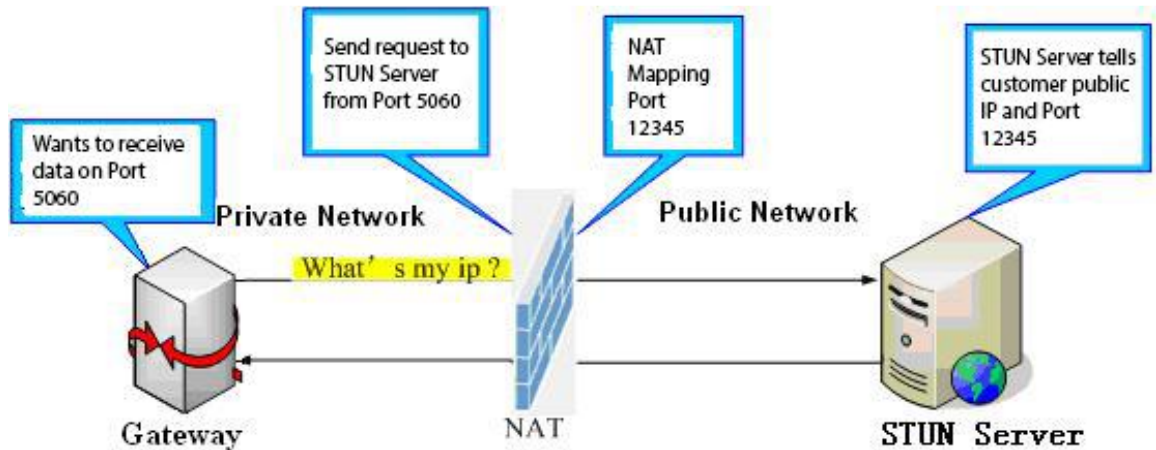 Send request to
STUN Server
from Port 5060
NAT
Mapping
Port
12345
STUN Server tells
customer public
IP and Port
12345
Wants to receive
data on Port
5060
Private Network
Public Network
What's my ip ?
Gateway
NAT
STUN Server